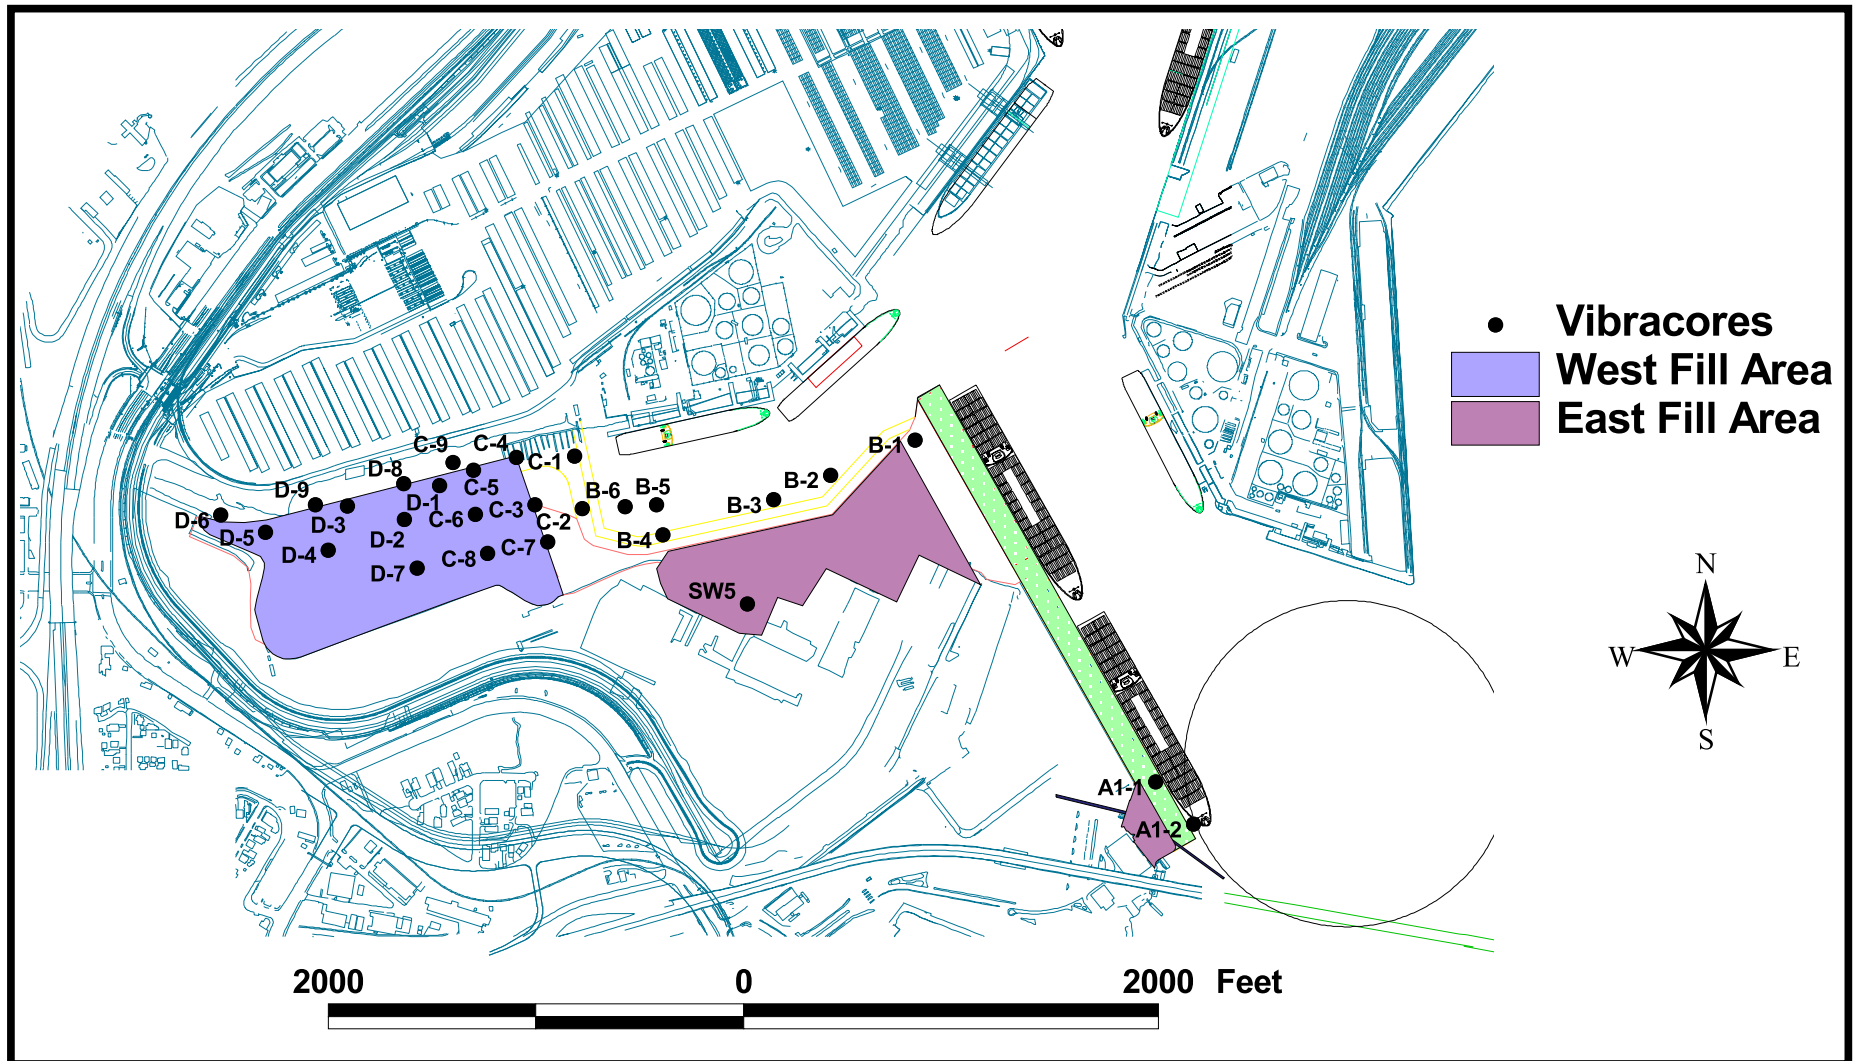 Vibracores
West Fill Area
East Fill Area
C-9
C-4
C-1
B-1
D-8
C-5
B-6
B-5
B-2
D-9
D-1
D-3
C-6
C-3
C-2
B-3
D-6
D-5
D-2
B-4
D-4
C-8
C-7
D-7
SW5
N
W
E
S
A1-1
A1-2
2000
0
2000 Feet